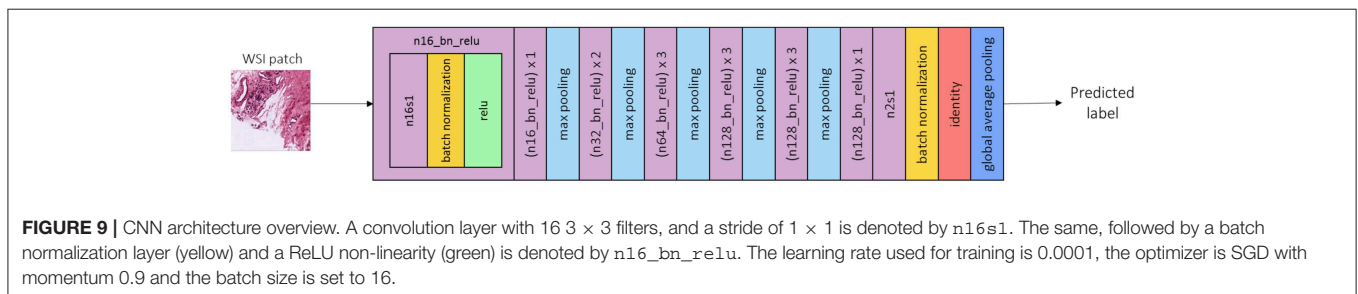 WSI patch
n16_bn_relu
n16s1
batch normalization
relu
(n16_bn_relu) x 1
max pooling
(n32_bn_relu) x 2
max pooling
(n64_bn_relu) x 3
max pooling
(n128_bn_relu) x 3
max pooling
(n128_bn_relu) x 3
max pooling
(n128_bn_relu) x 1
n2s1
batch normalization
identity
global average pooling
Predicted
label
FIGURE 9 | CNN architecture overview. A convolution layer with 16 3 × 3 filters, and a stride of 1 × 1 is denoted by n16s1. The same, followed by a batch
normalization layer (yellow) and a ReLU non-linearity (green) is denoted by n16_bn_relu. The learning rate used for training is 0.0001, the optimizer is SGD with
momentum 0.9 and the batch size is set to 16.